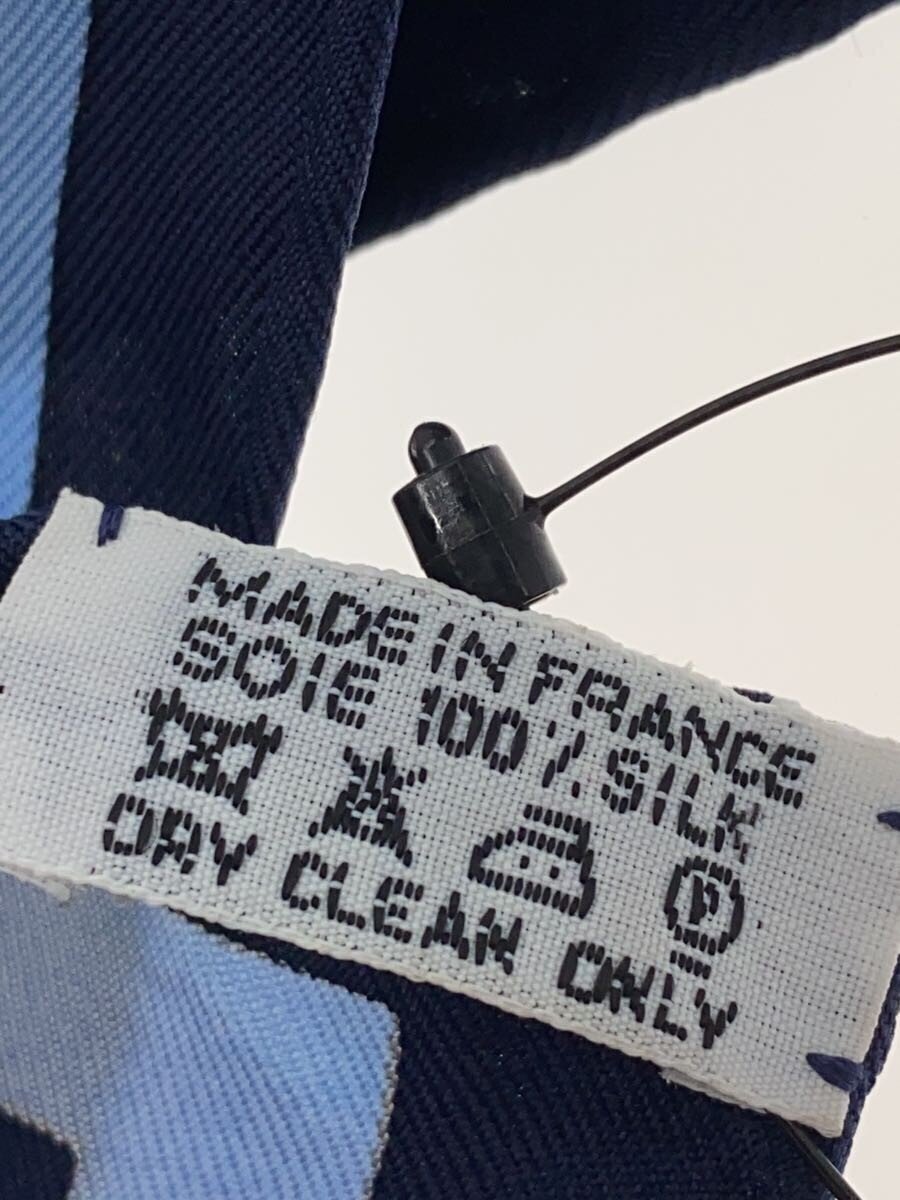 MADE IN FRANCE
SOIE 100% SILK
P
DRY CLEAN ONLY